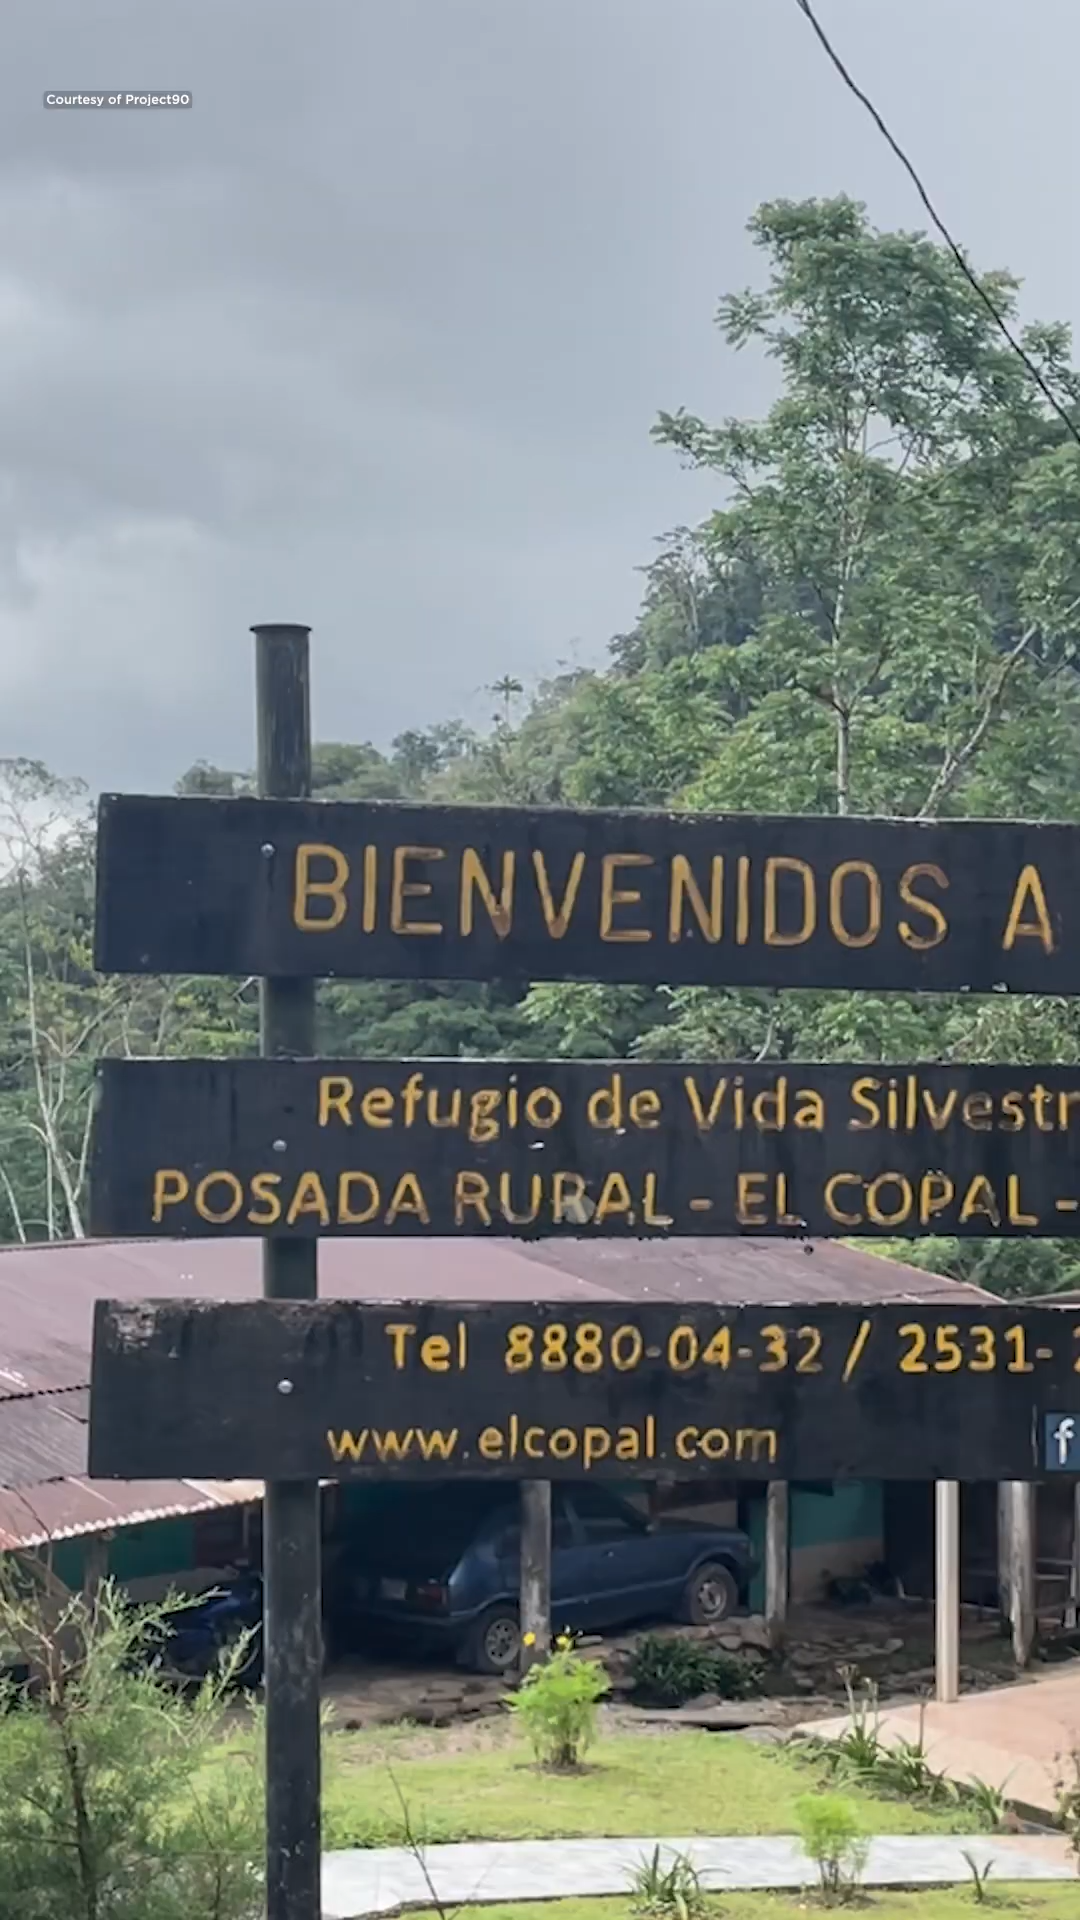 Courtesy of Project90
BIENVENIDOS A
Refugio de Vida Silvestr
POSADA RURAL - EL COPAL -
Tel 8880-04-32 / 2531-
www.elcopal.com
f